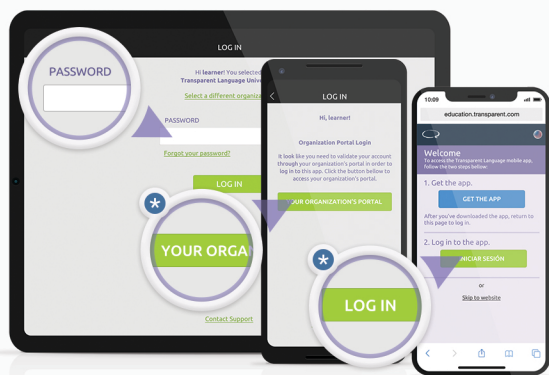 LOG IN
PASSWORD
Hi learner! You selected
Transparent Language Unive
Select a different organiza
PASSWORD
Forgot your password?
LOG IN
*
YOUR ORGA
Contact Support
LOG IN
Hi, learner!
Organization Portal Login
It look like you need to validate your account
through your organization's portal in order to
log in to this app. Click the button bellow to
access your organization's portal.
OUR ORGANIZATION'S PORTAL
*
LOG IN
10:09
education.transparent.com
Welcome
To access the Transparent Language mobile app,
follow the two steps bellow:
1. Get the app.
GET THE APP
After you've downloaded the app, return to
this page to log in.
2. Log in to the app.
INICIAR SESIÓN
or
Skip to website